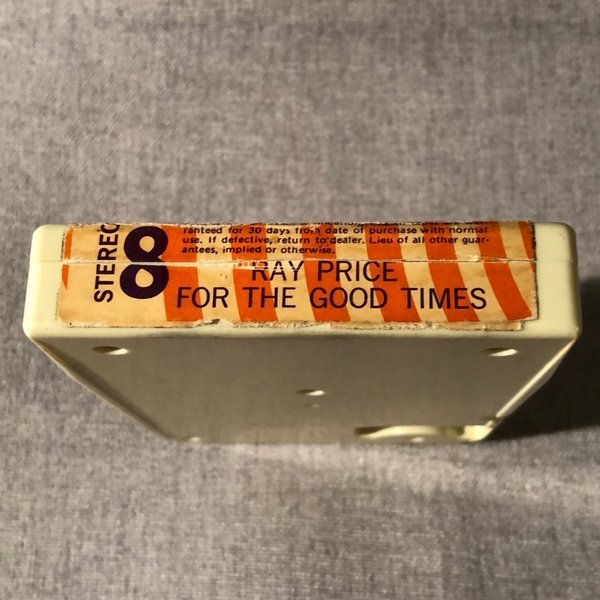 STEREO
8
ranteed for 30 days from date of purchase with normal
use. If defective, return to dealer. Lieu of all other guar-
antees, implied or otherwise.
RAY PRICE
FOR THE GOOD TIMES